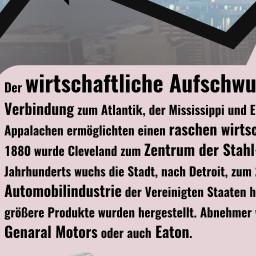 Der wirtschaftliche Aufschwu
Verbindung zum Atlantik, der Mississippi und E
Appalachen ermöglichten einen raschen wirtsc
1880 wurde Cleveland zum Zentrum der Stahl-
Jahrhunderts wuchs die Stadt, nach Detroit, zum
Automobilindustrie der Vereinigten Staaten h
größere Produkte wurden hergestellt. Abnehmer
Genaral Motors oder auch Eaton.